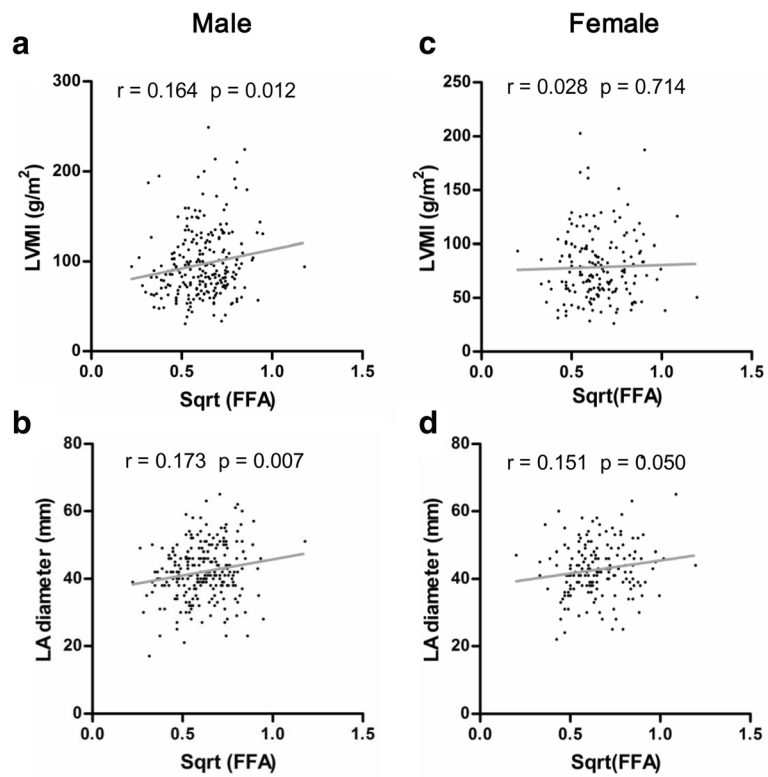 Male
Female
a
c
r = 0.164 p = 0.012
r = 0.028 p = 0.714
LVMI (g/m²)
300
200
100
0
0.0 0.5 1.0 1.5
Sqrt (FFA)
LVMI (g/m²)
250
200
150
100
50
0
0.0 0.5 1.0 1.5
Sqrt(FFA)
b
d
r = 0.173 p = 0.007
r = 0.151 p = 0.050
LA diameter (mm)
80
60
40
20
0
0.0 0.5 1.0 1.5
Sqrt (FFA)
LA diameter (mm)
80
60
40
20
0
0.0 0.5 1.0 1.5
Sqrt(FFA)